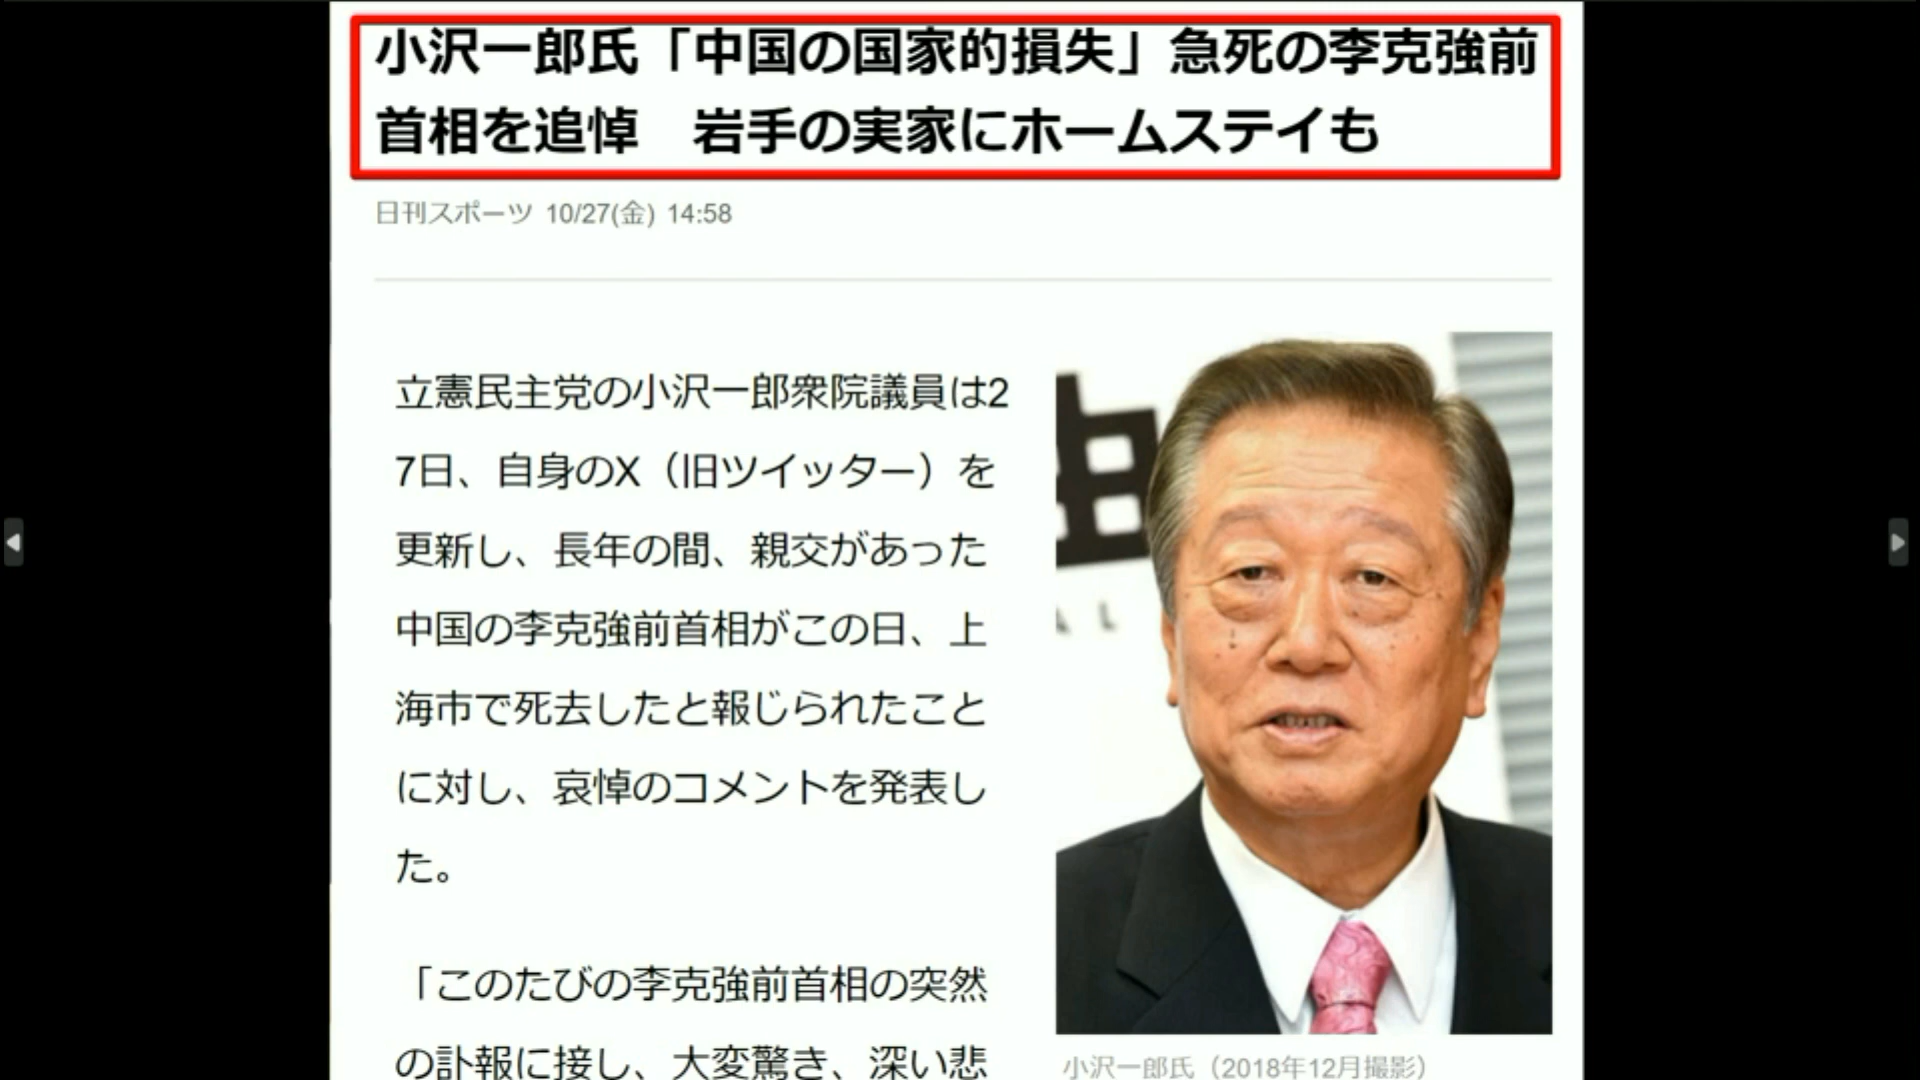 小沢一郎氏「中国の国家的損失」急死の李克強前
首相を追悼　岩手の実家にホームステイも
日刊スポーツ 10/27(金) 14:58
立憲民主党の小沢一郎衆院議員は2
7日、自身のX（旧ツイッター）を
更新し、長年の間、親交があった
中国の李克強前首相がこの日、上
海市で死去したと報じられたこと
に対し、哀悼のコメントを発表し
た。
「このたびの李克強前首相の突然
の訃報に接し、大変驚き、深い悲
小沢一郎氏（2018年12月撮影）